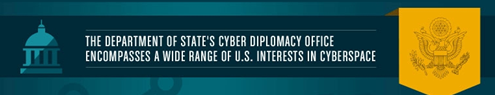 THE DEPARTMENT OF STATE'S CYBER DIPLOMACY OFFICE
ENCOMPASSES A WIDE RANGE OF U.S. INTERESTS IN CYBERSPACE